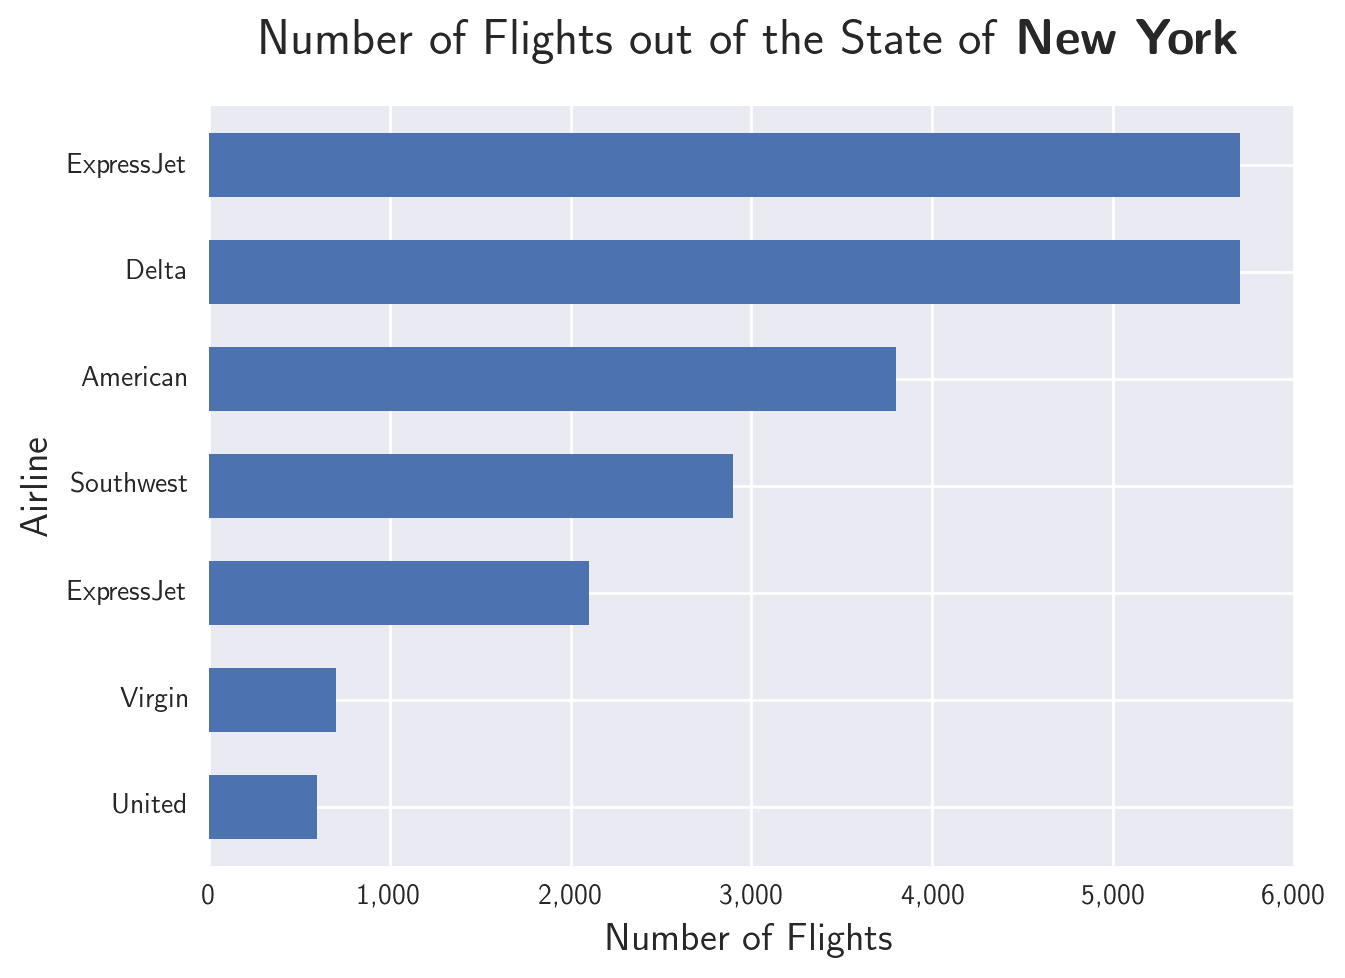 Number of Flights out of the State of New York
ExpressJet
Delta
American
Southwest
ExpressJet
Virgin
United
Airline
0 1,000 2,000 3,000 4,000 5,000 6,000
Number of Flights